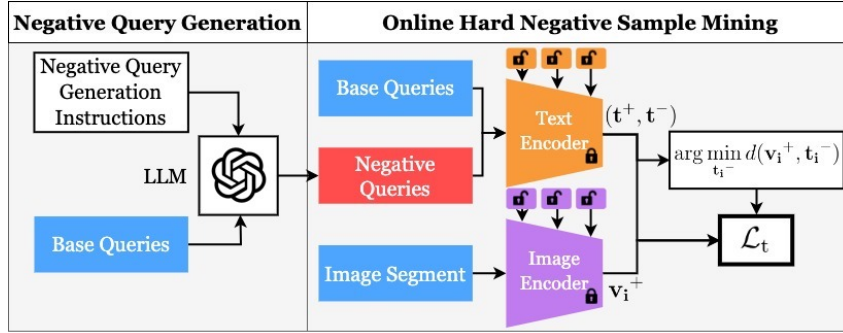 Negative Query Generation
Online Hard Negative Sample Mining
Negative Query
Generation
Instructions
LLM
Base Queries
Base Queries
Negative
Queries
Image Segment
Text
Encoder
(t⁺, t⁻)
Image
Encoder
vᵢ⁺
arg min d(vᵢ⁺, tᵢ⁻)
tᵢ⁻
ℒₜ